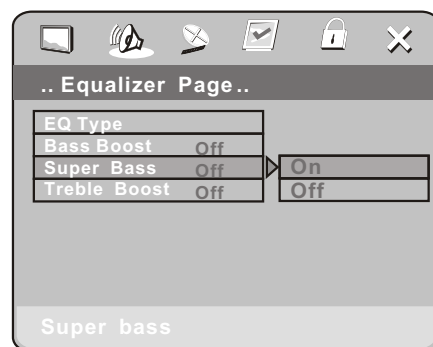 .. Equalizer Page..
EQ Type
Bass Boost Off
Super Bass Off On
Treble Boost Off Off
Super bass